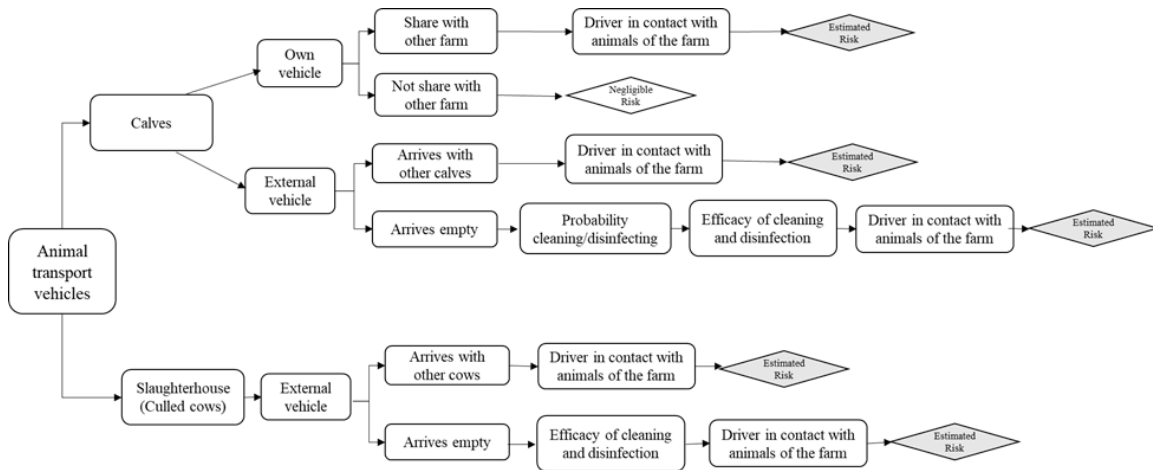 Share with
other farm
Driver in contact with
animals of the farm
Estimated
Risk
Own
vehicle
Not share with
other farm
Negligible
Risk
Calves
Arrives with
other calves
Driver in contact with
animals of the farm
Estimated
Risk
External
vehicle
Arrives empty
Probability
cleaning/disinfecting
Efficacy of cleaning
and disinfection
Driver in contact with
animals of the farm
Estimated
Risk
Animal
transport
vehicles
Arrives with
other cows
Driver in contact with
animals of the farm
Estimated
Risk
Slaughterhouse
(Culled cows)
External
vehicle
Arrives empty
Efficacy of cleaning
and disinfection
Driver in contact with
animals of the farm
Estimated
Risk